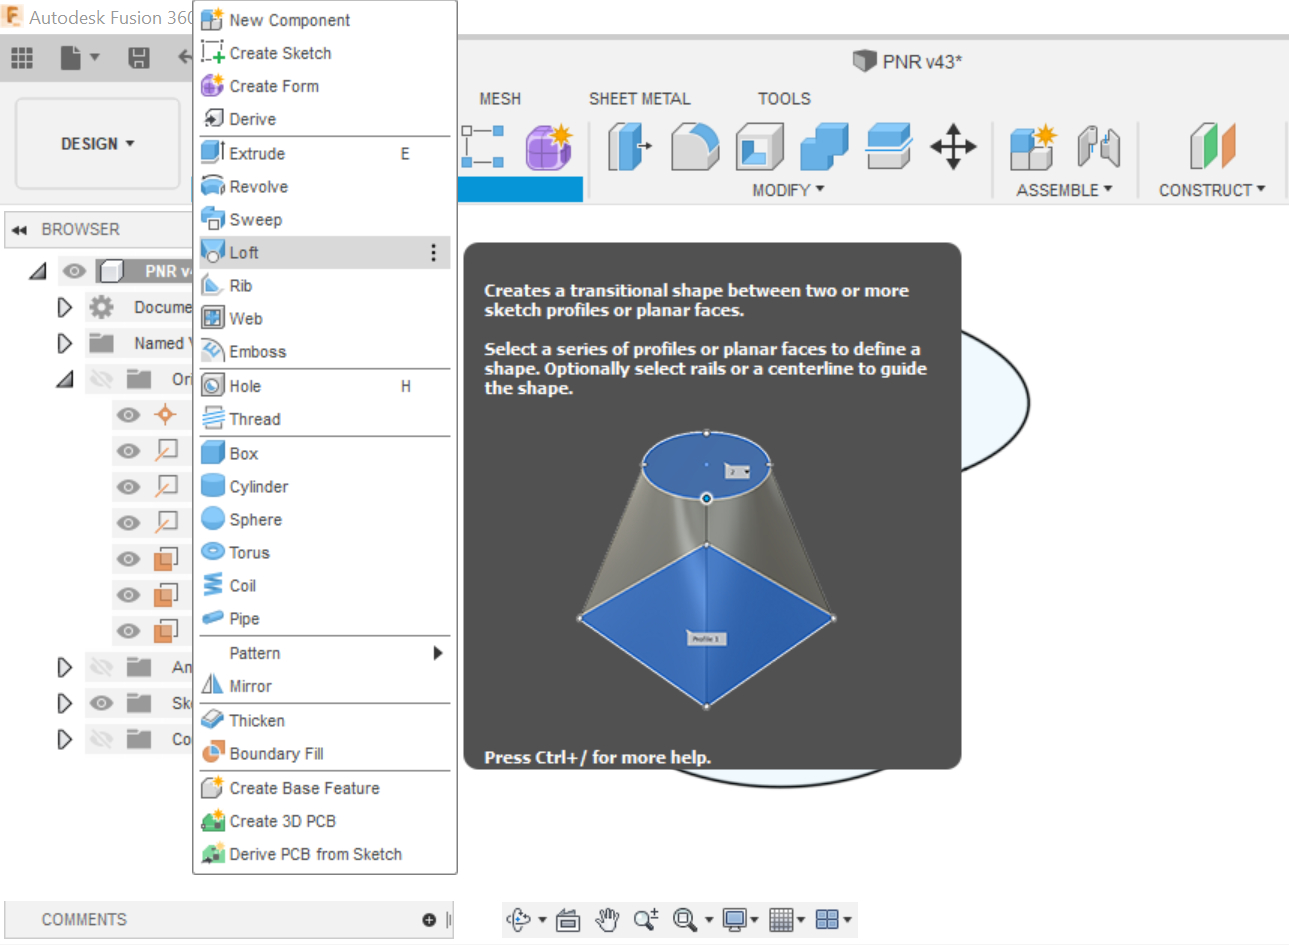 Autodesk Fusion 360
PNR v43*
DESIGN
MESH
SHEET METAL
TOOLS
MODIFY
ASSEMBLE
CONSTRUCT
BROWSER
PNR v4
Docume
Named V
Ori
An
Ske
Co
New Component
Create Sketch
Create Form
Derive
Extrude E
Revolve
Sweep
Loft
Rib
Web
Emboss
Hole H
Thread
Box
Cylinder
Sphere
Torus
Coil
Pipe
Pattern
Mirror
Thicken
Boundary Fill
Create Base Feature
Create 3D PCB
Derive PCB from Sketch
Creates a transitional shape between two or more
sketch profiles or planar faces.
Select a series of profiles or planar faces to define a
shape. Optionally select rails or a centerline to guide
the shape.
2
Profile 1
Press Ctrl+/ for more help.
COMMENTS